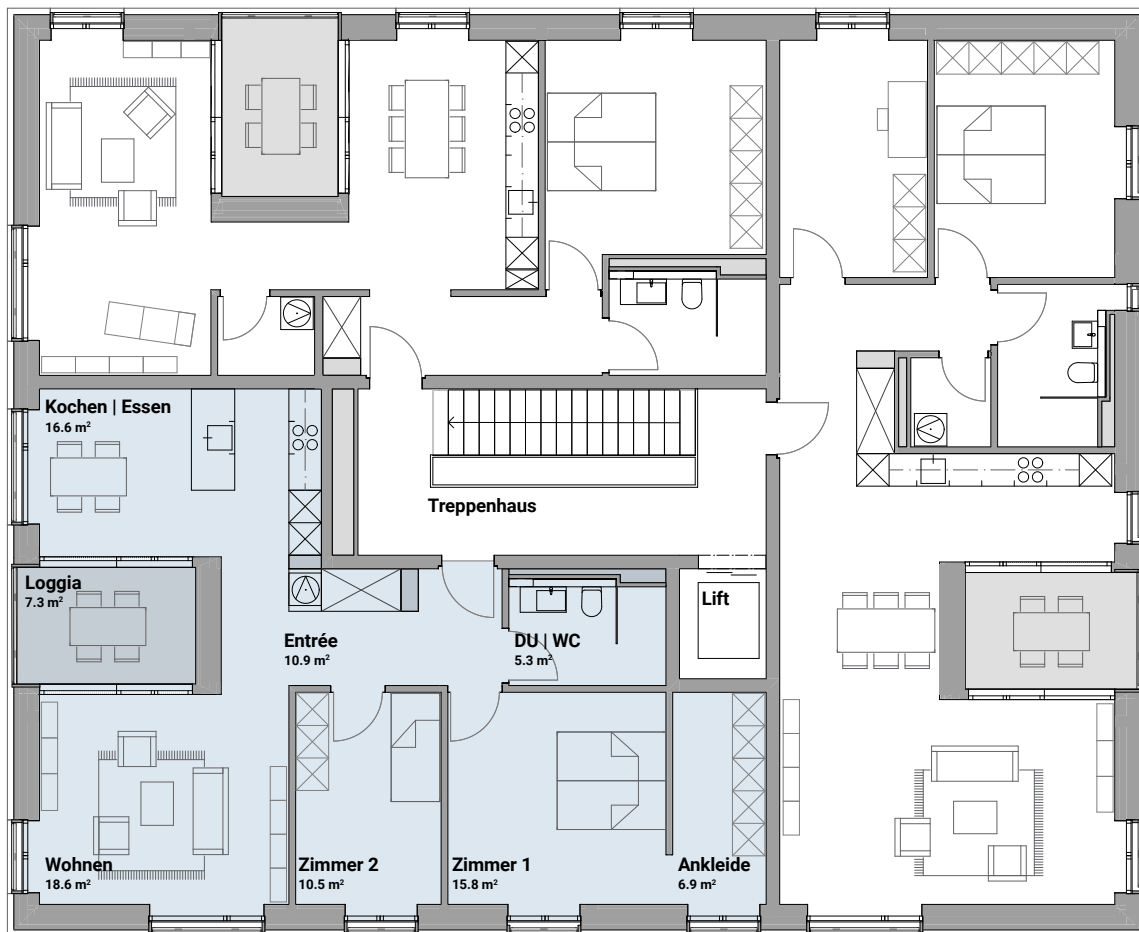 Kochen | Essen
16.6 m²
Treppenhaus
Loggia
7.3 m²
Lift
Entrée
10.9 m²
DU | WC
5.3 m²
Wohnen
18.6 m²
Zimmer 2
10.5 m²
Zimmer 1
15.8 m²
Ankleide
6.9 m²